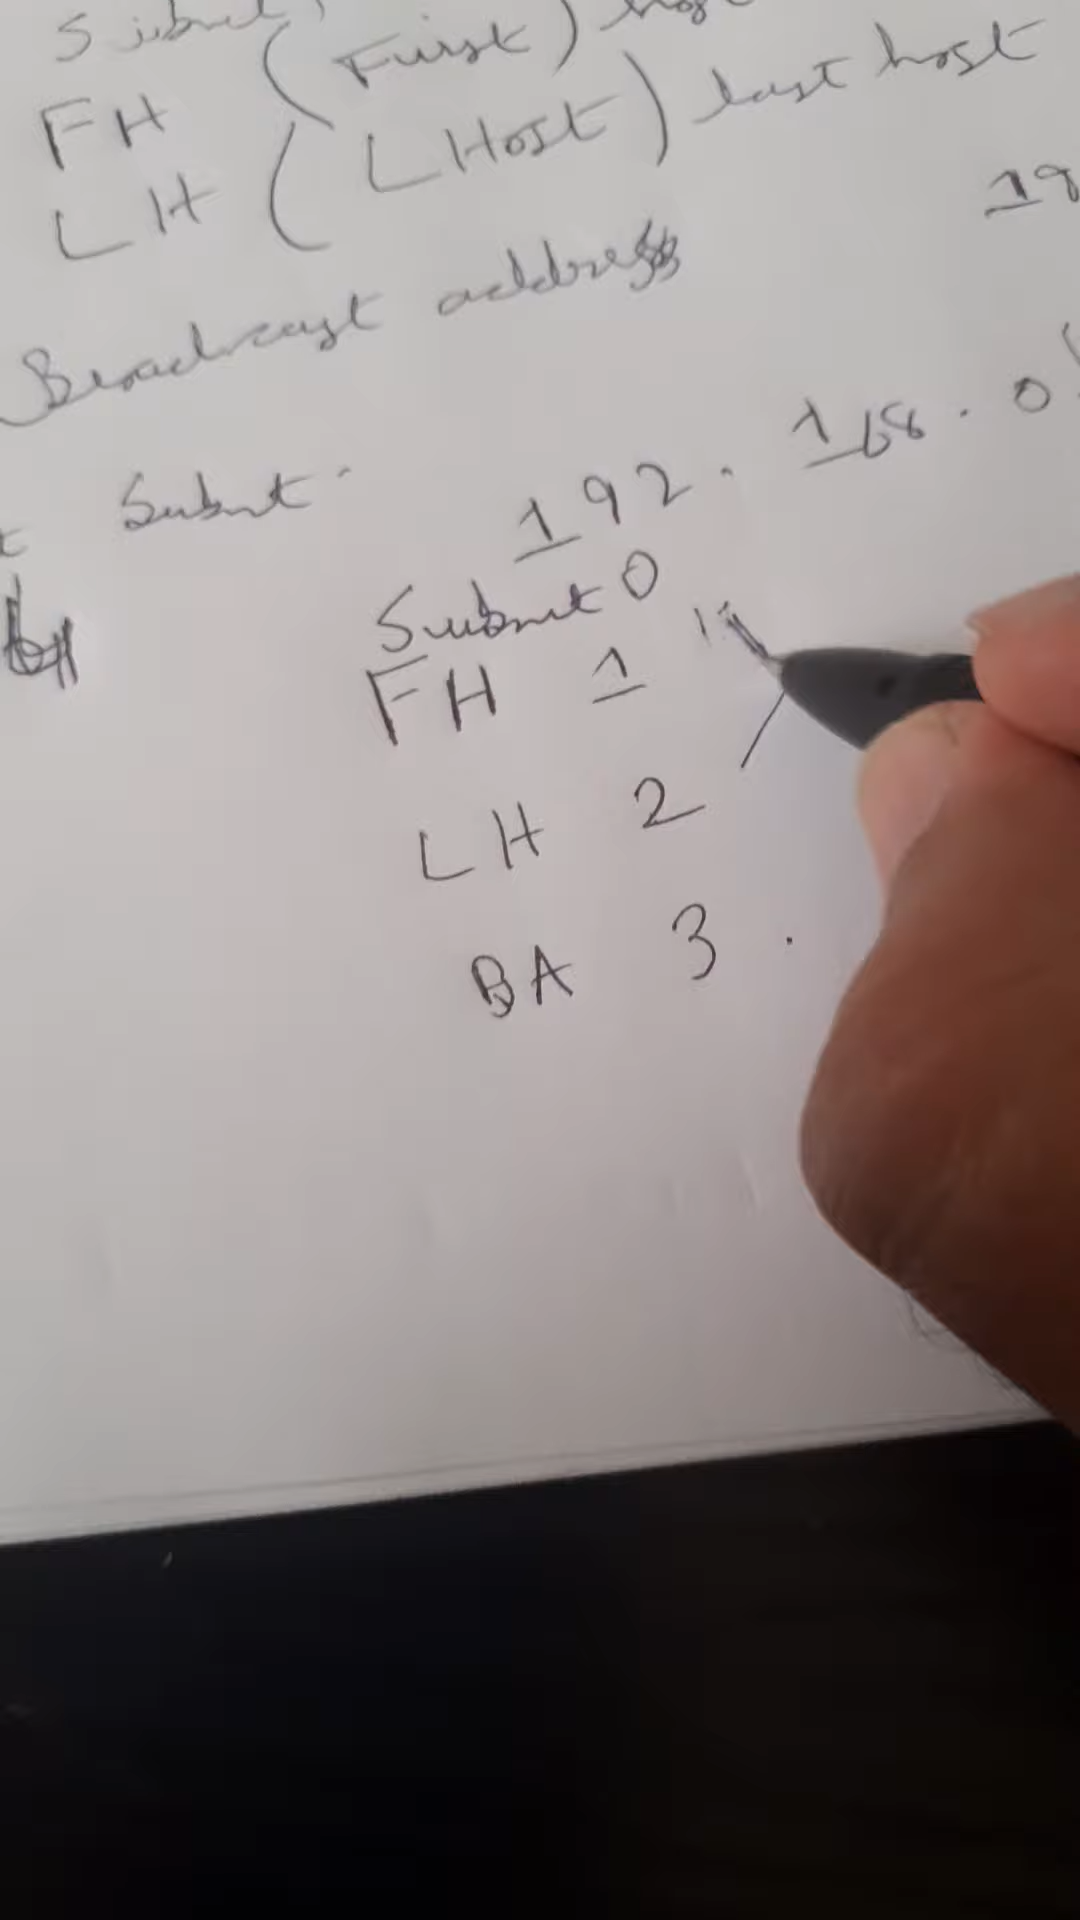 Subnet
FH (First)
LH (LHost) last host
Broadcast address
192.168.0
Subnet
Subnet 0
FH 1
LH 2
BA 3.